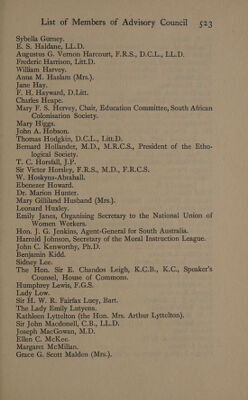 List of Members of Advisory Council 523
Sybella Gurney.
E. S. Haldane, LL.D.
Augustus G. Vernon Harcourt, F.R.S., D.C.L., LL.D.
Frederic Harrison, Litt.D.
William Harvey.
Anna M. Haslam (Mrs.).
Jane Hay.
F. H. Hayward, D.Litt.
Charles Heape.
Mary F. S. Hervey, Chair, Education Committee, South African
Colonisation Society.
Mary Higgs.
John A. Hobson.
Thomas Hodgkin, D.C.L., Litt.D.
Bernard Hollander, M.D., M.R.C.S., President of the Etho-
logical Society.
T. C. Horsfall, J.P.
Sir Victor Horsley, F.R.S., M.D., F.R.C.S.
W. Hoskyns-Abrahall.
Ebenezer Howard.
Dr. Marion Hunter.
Mary Gilliland Husband (Mrs.).
Leonard Huxley.
Emily Janes, Organising Secretary to the National Union of
Women Workers.
Hon. J. G. Jenkins, Agent-General for South Australia.
Harrold Johnson, Secretary of the Moral Instruction League.
John C. Kenworthy, Ph.D.
Benjamin Kidd.
Sidney Lee.
The Hon. Sir E. Chandos Leigh, K.C.B., K.C., Speaker's
Counsel, House of Commons.
Humphrey Lewis, F.G.S.
Lady Low.
Sir H. W. R. Fairfax Lucy, Bart.
The Lady Emily Lutyens.
Kathleen Lyttelton (the Hon. Mrs. Arthur Lyttelton).
Sir John Macdonell, C.B., LL.D.
Joseph MacGowan, M.D.
Ellen C. McKee.
Margaret McMillan.
Grace G. Scott Malden (Mrs.).